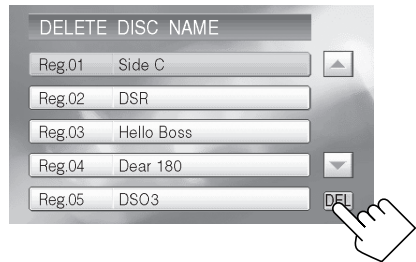 DELETE DISC NAME
Reg.01 Side C
Reg.02 DSR
Reg.03 Hello Boss
Reg.04 Dear 180
Reg.05 DSO3
DEL